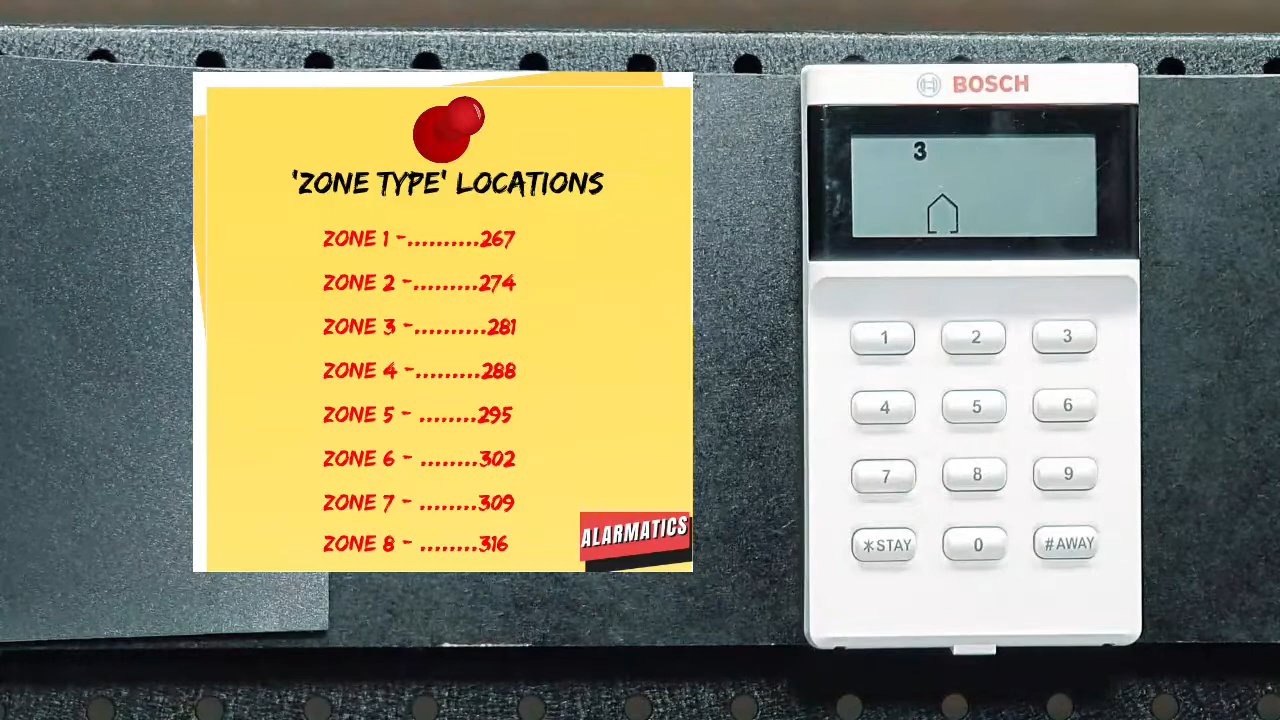 'ZONE TYPE' LOCATIONS
ZONE 1 -..........267
ZONE 2 -.........274
ZONE 3 -..........281
ZONE 4 -.........288
ZONE 5 - ........295
ZONE 6 - ........302
ZONE 7 - ........309
ZONE 8 - ........316
ALARMATICS
BOSCH
3
1 2 3
4 5 6
7 8 9
*STAY 0 #AWAY